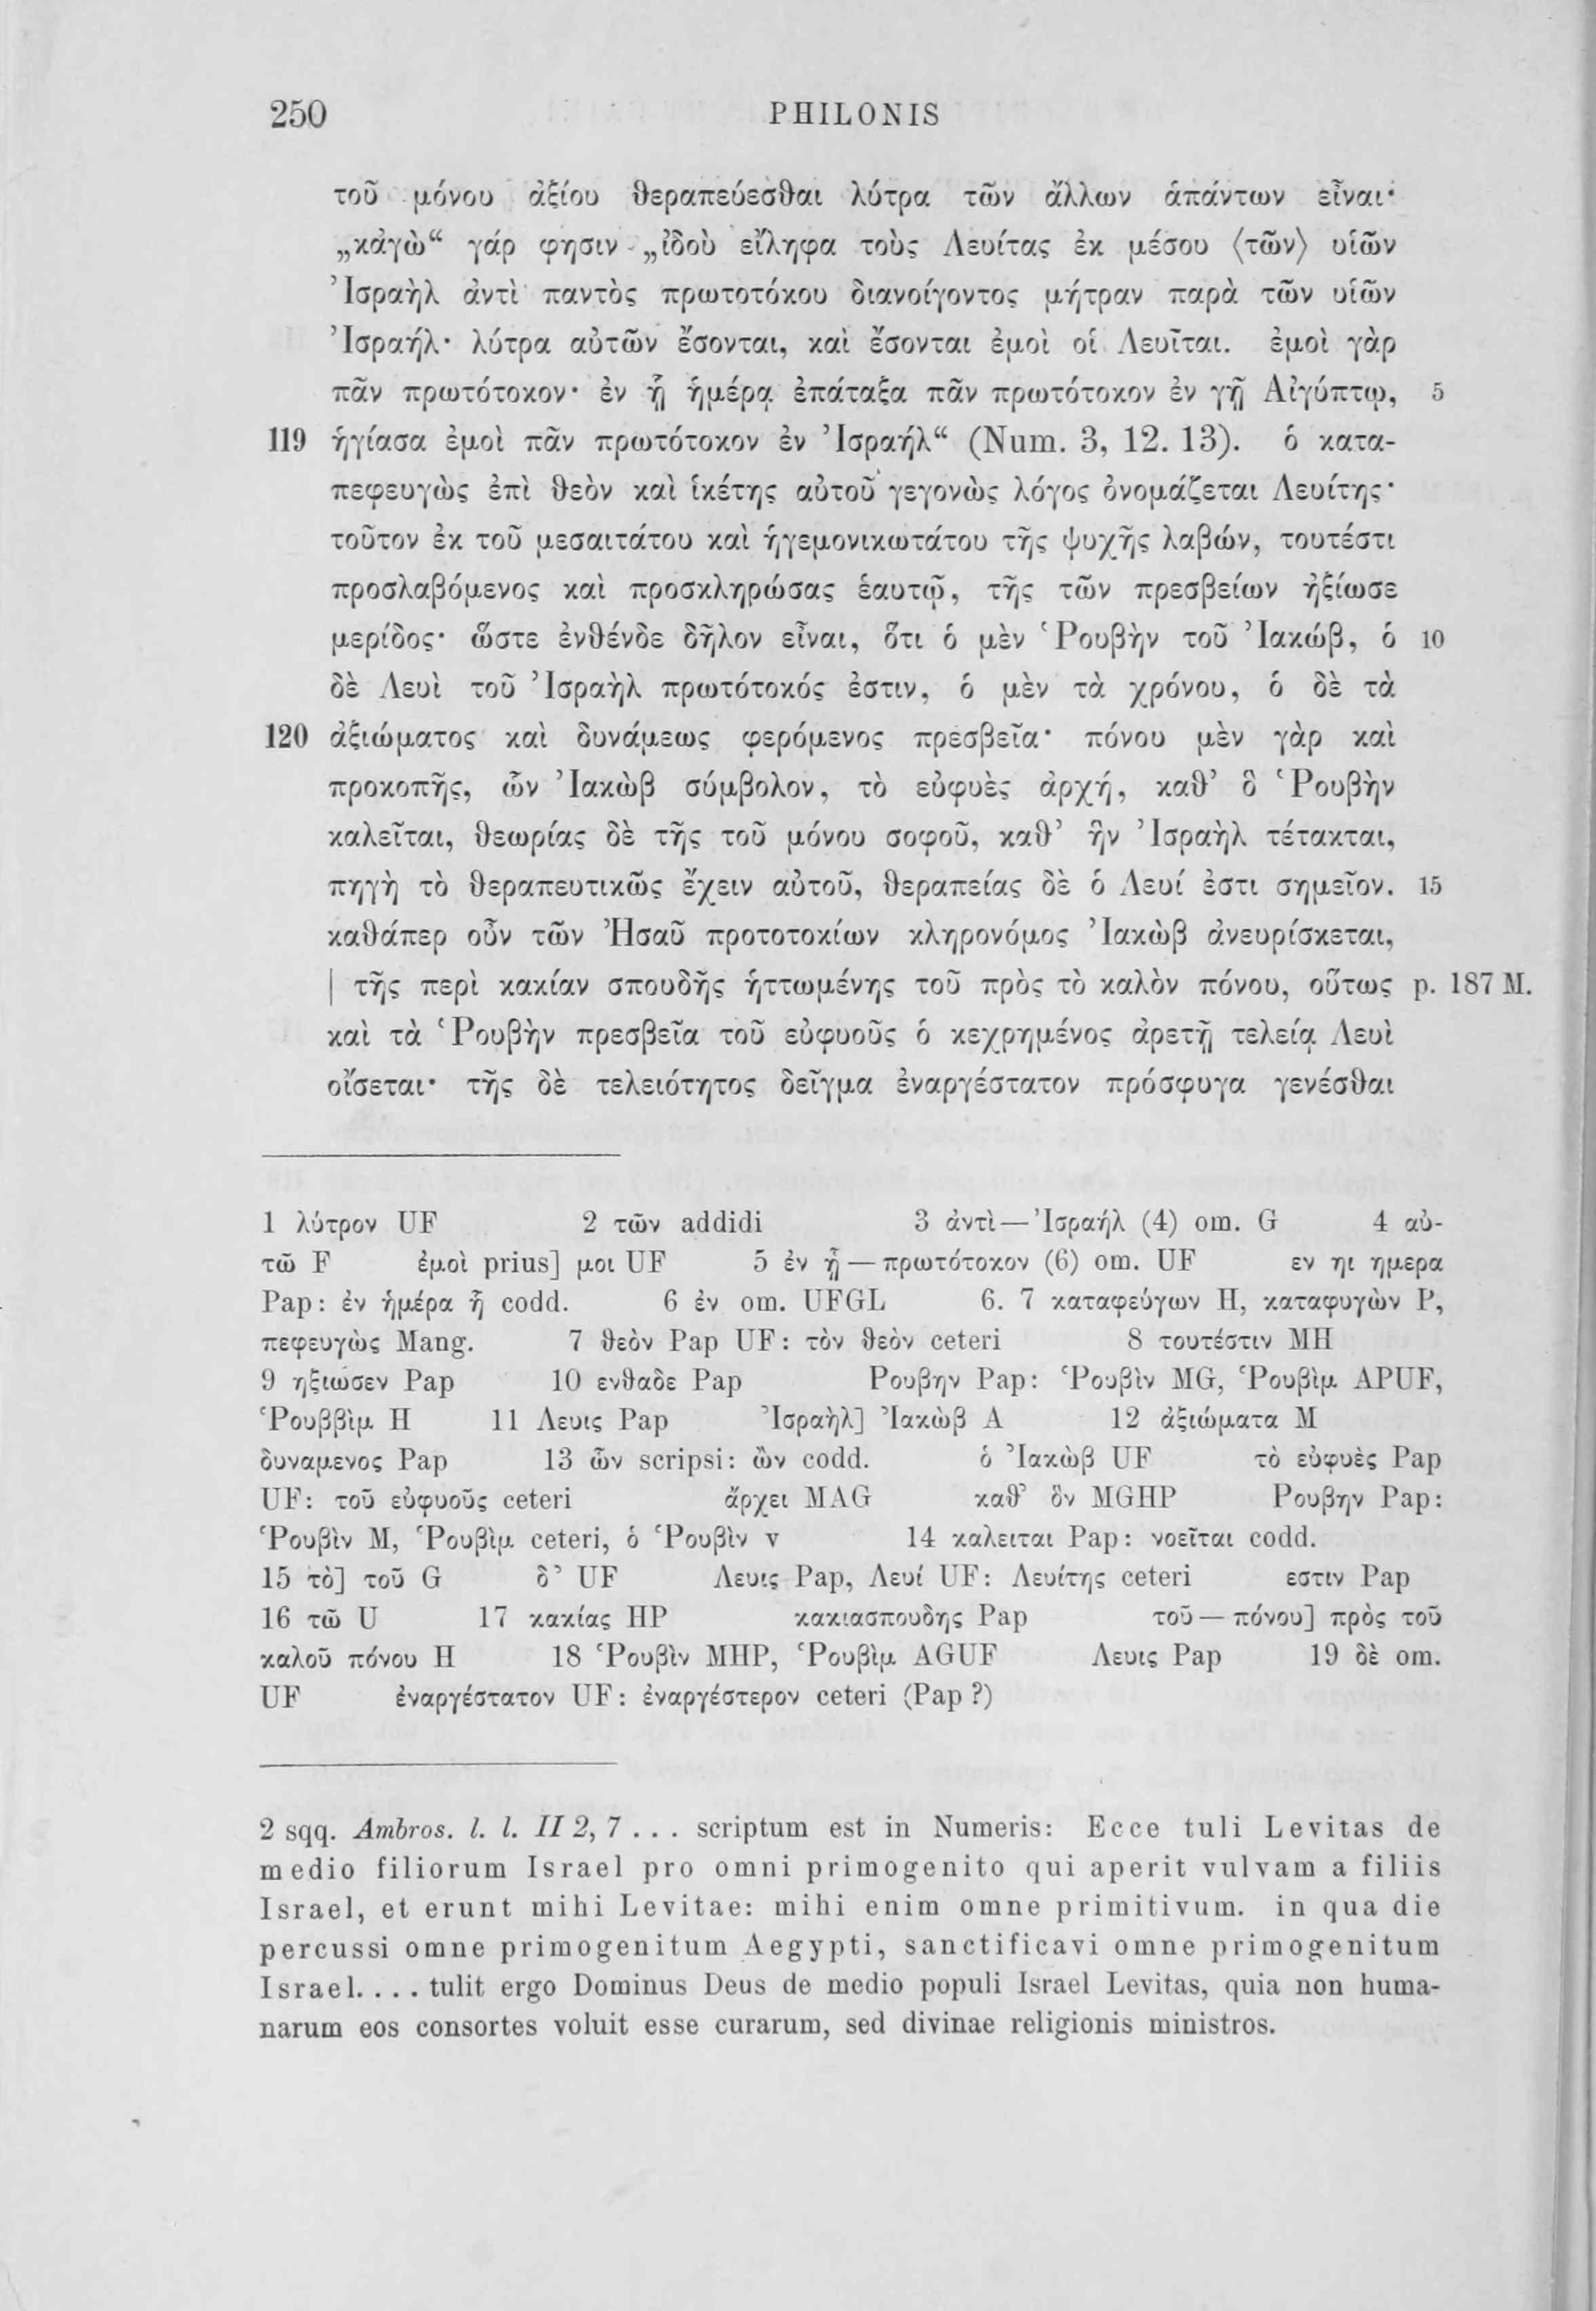 250 PHILONIS
τοῦ μόνου ἀξίου θεραπεύεσθαι λύτρα τῶν ἄλλων ἁπάντων εἶναι·
„κἀγὼ“ γάρ φησιν „ἰδοὺ εἴληφα τοὺς Λευίτας ἐκ μέσου ⟨τῶν⟩ υἱῶν
Ἰσραὴλ ἀντὶ παντὸς πρωτοτόκου διανοίγοντος μήτραν παρὰ τῶν υἱῶν
Ἰσραήλ· λύτρα αὐτῶν ἔσονται, καὶ ἔσονται ἐμοὶ οἱ Λευῖται. ἐμοὶ γὰρ
πᾶν πρωτότοκον· ἐν ᾗ ἡμέρᾳ ἐπάταξα πᾶν πρωτότοκον ἐν γῇ Αἰγύπτῳ, 5
119 ἡγίασα ἐμοὶ πᾶν πρωτότοκον ἐν Ἰσραήλ“ (Num. 3, 12. 13). ὁ κατα-
πεφευγὼς ἐπὶ θεὸν καὶ ἱκέτης αὐτοῦ γεγονὼς λόγος ὀνομάζεται Λευίτης·
τοῦτον ἐκ τοῦ μεσαιτάτου καὶ ἡγεμονικωτάτου τῆς ψυχῆς λαβών, τουτέστι
προσλαβόμενος καὶ προσκληρώσας ἑαυτῷ, τῆς τῶν πρεσβείων ἠξίωσε
μερίδος· ὥστε ἐνθένδε δῆλον εἶναι, ὅτι ὁ μὲν Ῥουβὴν τοῦ Ἰακώβ, ὁ 10
δὲ Λευὶ τοῦ Ἰσραὴλ πρωτότοκός ἐστιν, ὁ μὲν τὰ χρόνου, ὁ δὲ τὰ
120 ἀξιώματος καὶ δυνάμεως φερόμενος πρεσβεῖα· πόνου μὲν γὰρ καὶ
προκοπῆς, ὧν Ἰακὼβ σύμβολον, τὸ εὐφυὲς ἀρχή, καθ’ ὃ Ῥουβὴν
καλεῖται, θεωρίας δὲ τῆς τοῦ μόνου σοφοῦ, καθ’ ἣν Ἰσραὴλ τέτακται,
πηγὴ τὸ θεραπευτικῶς ἔχειν αὐτοῦ, θεραπείας δὲ ὁ Λευί ἐστι σημεῖον. 15
καθάπερ οὖν τῶν Ἠσαῦ προτοτοκίων κληρονόμος Ἰακὼβ ἀνευρίσκεται,
| τῆς περὶ κακίαν σπουδῆς ἡττωμένης τοῦ πρὸς τὸ καλὸν πόνου, οὕτως p. 187 M.
καὶ τὰ Ῥουβὴν πρεσβεῖα τοῦ εὐφυοῦς ὁ κεχρημένος ἀρετῇ τελείᾳ Λευὶ
οἴσεται· τῆς δὲ τελειότητος δεῖγμα ἐναργέστατον πρόσφυγα γενέσθαι
1 λύτρον UF 2 τῶν addidi 3 ἀντὶ — Ἰσραήλ (4) om. G 4 αὐ-
τῶ F ἐμοὶ prius] μοι UF 5 ἐν ᾗ — πρωτότοκον (6) om. UF εν ηι ημερα
Pap: ἐν ἡμέρα ἧ codd. 6 ἐν om. UFGL 6. 7 καταφεύγων H, καταφυγὼν P,
πεφευγὼς Mang. 7 θεὸν Pap UF: τὸν θεὸν ceteri 8 τουτέστιν MH
9 ηξιωσεν Pap 10 ενθαδε Pap Ρουβην Pap: Ῥουβὶν MG, Ῥουβὶμ APUF,
Ῥουββὶμ H 11 Λευις Pap Ἰσραὴλ] Ἰακὼβ A 12 ἀξιώματα M
δυναμενος Pap 13 ὧν scripsi: ὢν codd. ὁ Ἰακὼβ UF τὸ εὐφυὲς Pap
UF: τοῦ εὐφυοῦς ceteri ἄρχει MAG καθ’ ὃν MGHP Ρουβην Pap:
Ῥουβὶν M, Ῥουβὶμ ceteri, ὁ Ῥουβὶν v 14 καλειται Pap: νοεῖται codd.
15 τὸ] τοῦ G δ’ UF Λευις Pap, Λευί UF: Λευίτης ceteri εστιν Pap
16 τῶ U 17 κακίας HP κακιασπουδης Pap τοῦ — πόνου] πρὸς τοῦ
καλοῦ πόνου H 18 Ῥουβὶν MHP, Ῥουβὶμ AGUF Λευις Pap 19 δὲ om.
UF ἐναργέστατον UF: ἐναργέστερον ceteri (Pap ?)
2 sqq. Ambros. l. l. II 2, 7 . . . scriptum est in Numeris: Ecce tuli Levitas de
medio filiorum Israel pro omni primogenito qui aperit vulvam a filiis
Israel, et erunt mihi Levitae: mihi enim omne primitivum. in qua die
percussi omne primogenitum Aegypti, sanctificavi omne primogenitum
Israel. . . . tulit ergo Dominus Deus de medio populi Israel Levitas, quia non huma-
narum eos consortes voluit esse curarum, sed divinae religionis ministros.